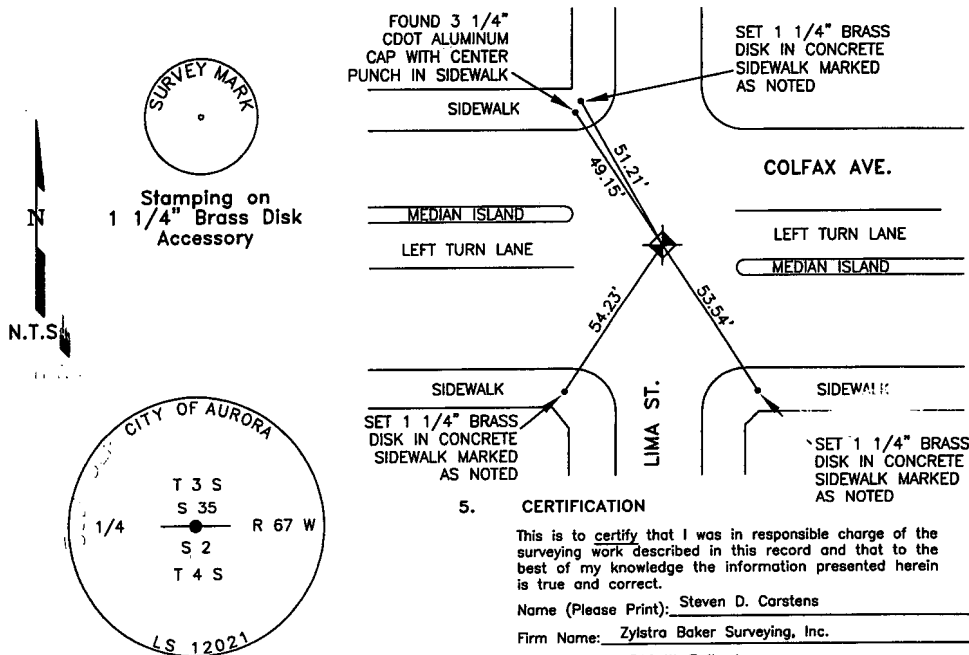 FOUND 3 1/4"
CDOT ALUMINUM
CAP WITH CENTER
PUNCH IN SIDEWALK
SET 1 1/4" BRASS
DISK IN CONCRETE
SIDEWALK MARKED
AS NOTED
SURVEY MARK
Stamping on
1 1/4" Brass Disk
Accessory
N
N.T.S.
SIDEWALK
51.21'
49.15'
COLFAX AVE.
MEDIAN ISLAND
LEFT TURN LANE
LEFT TURN LANE
MEDIAN ISLAND
54.23'
53.54'
SIDEWALK
SIDEWALK
LIMA ST.
SET 1 1/4" BRASS
DISK IN CONCRETE
SIDEWALK MARKED
AS NOTED
SET 1 1/4" BRASS
DISK IN CONCRETE
SIDEWALK MARKED
AS NOTED
CITY OF AURORA
T 3 S
S 35
1/4 R 67 W
S 2
T 4 S
LS 12021
5. CERTIFICATION
This is to certify that I was in responsible charge of the
surveying work described in this record and that to the
best of my knowledge the information presented herein
is true and correct.
Name (Please Print): Steven D. Carstens
Firm Name: Zylstra Baker Surveying, Inc.